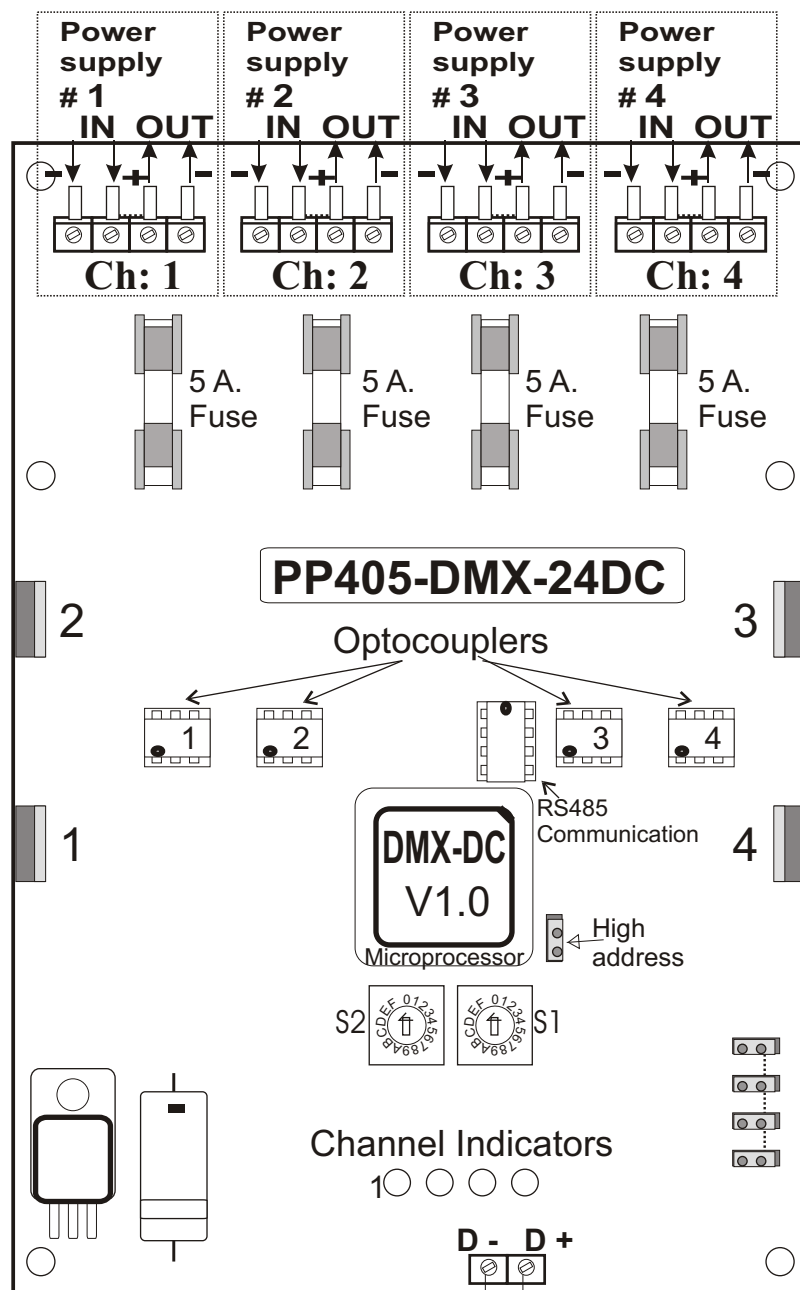 Power supply # 1
Power supply # 2
Power supply # 3
Power supply # 4
IN OUT
IN OUT
IN OUT
IN OUT
- + -
- + -
- + -
- + -
Ch: 1
Ch: 2
Ch: 3
Ch: 4
5 A.
Fuse
5 A.
Fuse
5 A.
Fuse
5 A.
Fuse
PP405-DMX-24DC
2
3
Optocouplers
1
2
3
4
RS485
Communication
1
4
DMX-DC
V1.0
Microprocessor
High
address
S2
0123456789ABCDEF
0123456789ABCDEF
S1
Channel Indicators
1
D - D +